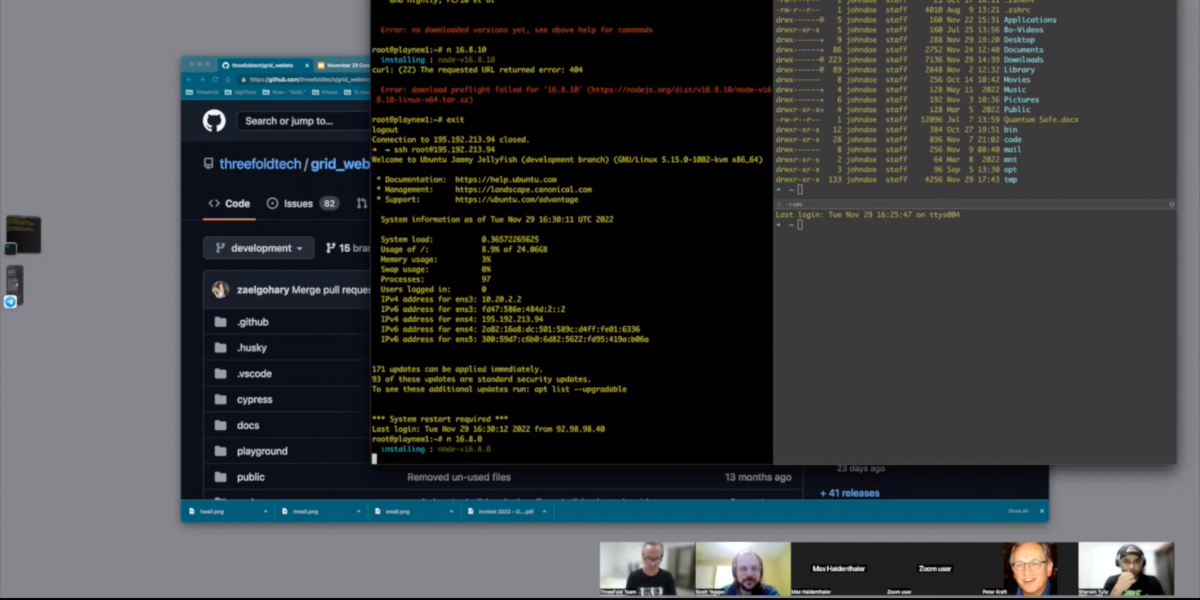 Error: no downloaded versions yet, see above help for commands
root@playnew1:~# n 16.8.10
installing : node-v16.8.10
curl: (22) The requested URL returned error: 404
Error: download preflight failed for '16.8.10' (https://nodejs.org/dist/v16.8.10/node-v16
.8.10-linux-x64.tar.xz)
root@playnew1:~# exit
logout
Connection to 195.192.213.94 closed.
➜ ~ ssh root@195.192.213.94
Welcome to Ubuntu Jammy Jellyfish (development branch) (GNU/Linux 5.15.0-1002-kvm x86_64)
* Documentation: https://help.ubuntu.com
* Management: https://landscape.canonical.com
* Support: https://ubuntu.com/advantage
System information as of Tue Nov 29 16:30:11 UTC 2022
System load: 0.36572265625
Usage of /: 8.9% of 24.06GB
Memory usage: 3%
Swap usage: 0%
Processes: 97
Users logged in: 0
IPv4 address for ens3: 10.20.2.2
IPv6 address for ens3: fd47:586e:484d:2::2
IPv4 address for ens4: 195.192.213.94
IPv6 address for ens4: 2a02:16a8:dc:501:589c:d4ff:fe01:6336
IPv6 address for ens5: 300:59d7:c6b0:6d82:5622:fd95:419a:b06a
171 updates can be applied immediately.
93 of these updates are standard security updates.
To see these additional updates run: apt list --upgradable
*** System restart required ***
Last login: Tue Nov 29 16:30:12 2022 from 92.98.98.40
root@playnew1:~# n 16.8.0
installing : node-v16.8.0
-rw-r--r-- 1 johndoe staff 4010 Aug 9 13:21 .zshrc
drwx------@ 5 johndoe staff 160 Nov 22 15:31 Applications
drwxr-xr-x 5 johndoe staff 160 Jul 25 13:56 Bo-Videos
drwx------+ 9 johndoe staff 288 Nov 29 19:20 Desktop
drwx------+ 86 johndoe staff 2752 Nov 24 12:40 Documents
drwx------@ 223 johndoe staff 7136 Nov 29 14:39 Downloads
drwx------@ 89 johndoe staff 2848 Nov 2 12:32 Library
drwx------ 8 johndoe staff 256 Oct 14 10:42 Movies
drwx------+ 4 johndoe staff 128 May 11 2022 Music
drwx------+ 6 johndoe staff 192 Nov 3 10:36 Pictures
drwxr-xr-x+ 4 johndoe staff 128 Mar 5 2022 Public
-rw-r--r-- 1 johndoe staff 12096 Jul 7 13:59 Quantum Safe.docx
drwxr-xr-x 12 johndoe staff 384 Oct 27 19:51 bin
drwxr-xr-x 28 johndoe staff 896 Nov 7 21:02 code
drwx------ 8 johndoe staff 256 Nov 9 08:40 mail
drwxr-xr-x 2 johndoe staff 64 Mar 8 2022 mnt
drwxr-xr-x 3 johndoe staff 96 Sep 5 13:30 opt
drwxr-xr-x 133 johndoe staff 4256 Nov 29 17:43 tmp
➜ ~
Last login: Tue Nov 29 16:25:47 on ttys004
➜ ~
threefoldtech/grid_weblets
November 29 Com
https://github.com/threefoldtech/grid_weblets
ThreeFold
Private
Search or jump to...
threefoldtech / grid_web
Code
Issues 82
development
15 bra
zaelgohary Merge pull reques
.github
.husky
.vscode
cypress
docs
playground
public
Removed un-used files
13 months ago
23 days ago
+ 41 releases
hwall.png
mwall.png
ewall.png
Invoice 2022 - O....pdf
Show All
Max Haidenthaler
Zoom user
ThreeFold Team
Scott Yeager
Max Haidenthaler
Zoom user
Peter Kraft
Sherwin Tully